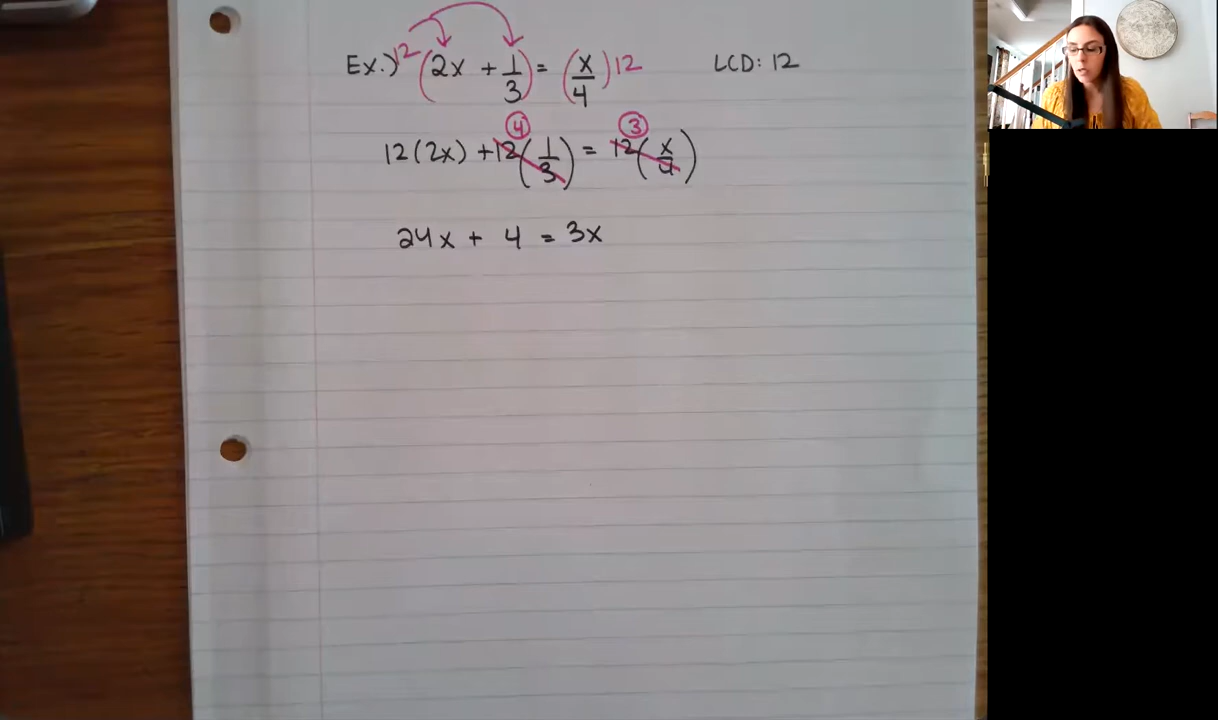 Ex.) 12 (2x + 1/3) = (x/4) 12 LCD: 12
4 3
12(2x) + 12(1/3) = 12(x/4)
24x + 4 = 3x